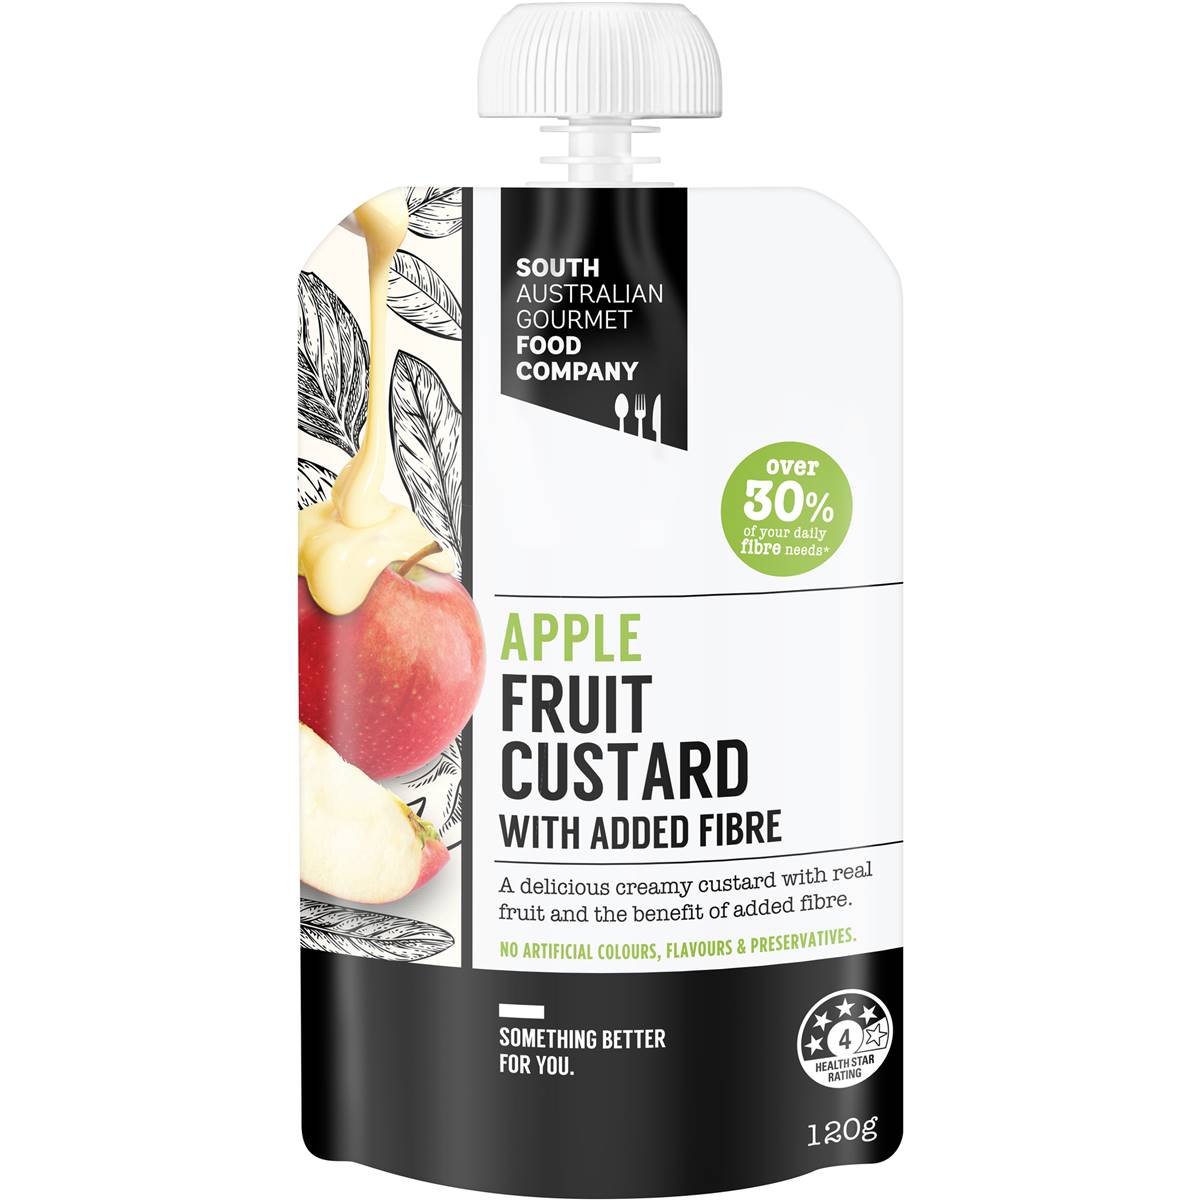 SOUTH
AUSTRALIAN
GOURMET
FOOD
COMPANY
over
30%
of your daily
fibre needs*
APPLE
FRUIT
CUSTARD
WITH ADDED FIBRE
A delicious creamy custard with real
fruit and the benefit of added fibre.
NO ARTIFICIAL COLOURS, FLAVOURS & PRESERVATIVES.
SOMETHING BETTER
FOR YOU.
4
HEALTH STAR
RATING
120g